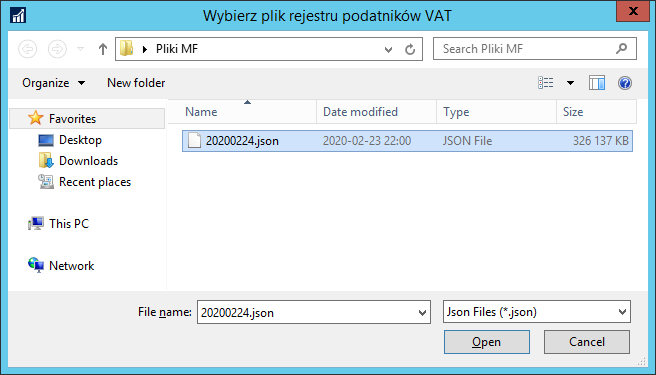 Wybierz plik rejestru podatników VAT
Pliki MF
Search Pliki MF
Organize
New folder
Favorites
Desktop
Downloads
Recent places
This PC
Network
Name
Date modified
Type
Size
20200224.json
2020-02-23 22:00
JSON File
326 137 KB
File name:
20200224.json
Json Files (*.json)
Open
Cancel